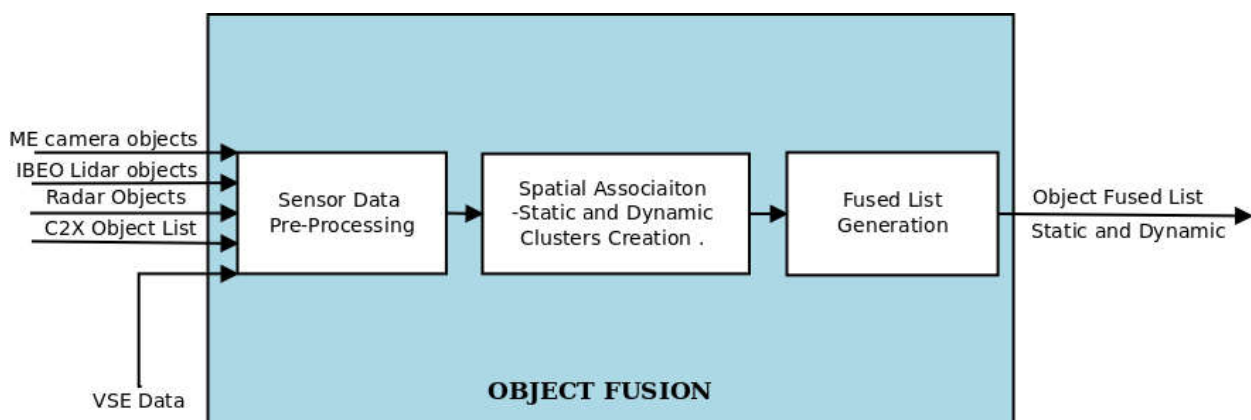 ME camera objects
IBEO Lidar objects
Radar Objects
C2X Object List
VSE Data
Sensor Data
Pre-Processing
Spatial Associaiton
-Static and Dynamic
Clusters Creation .
Fused List
Generation
Object Fused List
Static and Dynamic
OBJECT FUSION